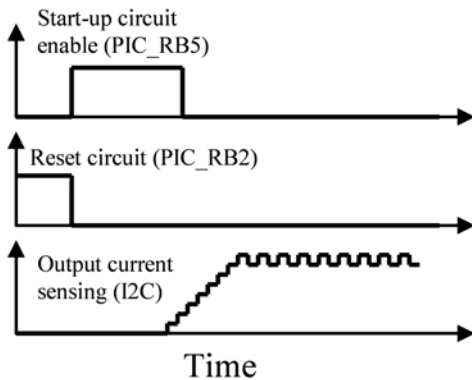 Start-up circuit
enable (PIC_RB5)
Reset circuit (PIC_RB2)
Output current
sensing (I2C)
Time